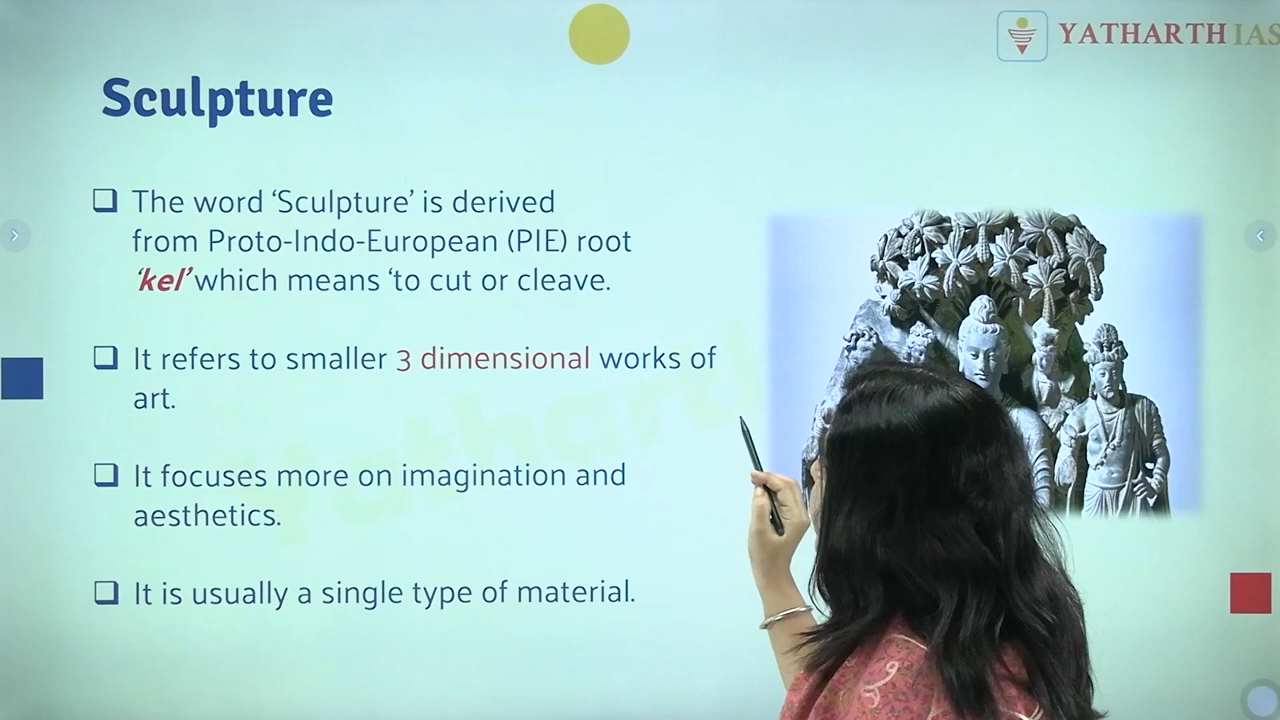 YATHARTH IAS
Sculpture
The word ‘Sculpture’ is derived
from Proto-Indo-European (PIE) root
‘kel’ which means ‘to cut or cleave.
It refers to smaller 3 dimensional works of
art.
It focuses more on imagination and
aesthetics.
It is usually a single type of material.